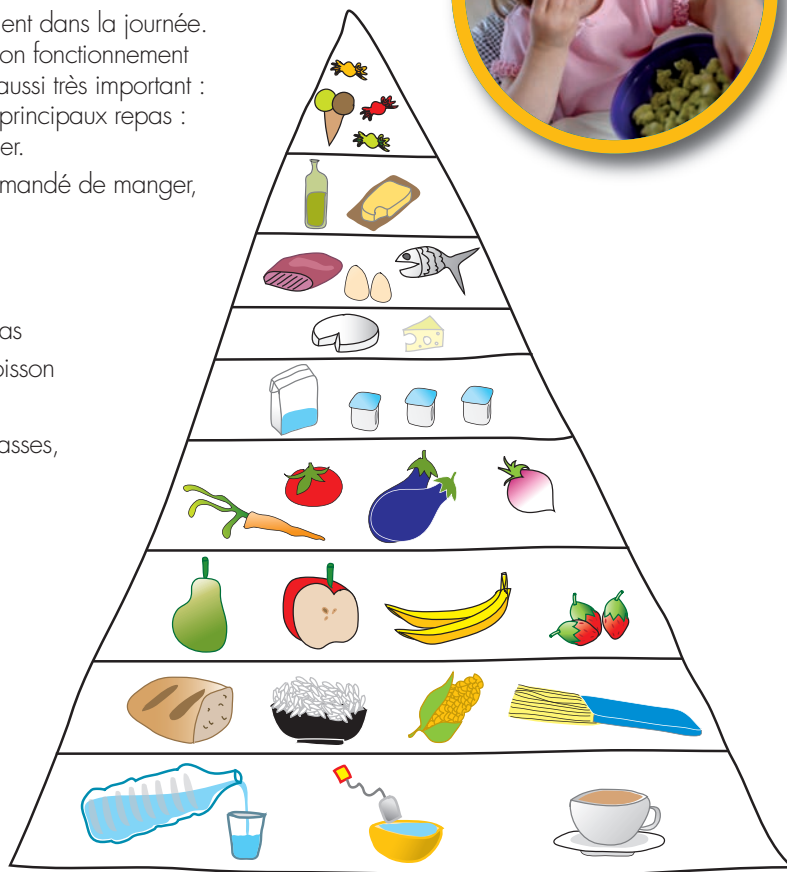 ent dans la journée.
on fonctionnement
aussi très important :
principaux repas :
er.
mandé de manger,
as
oisson
asses,